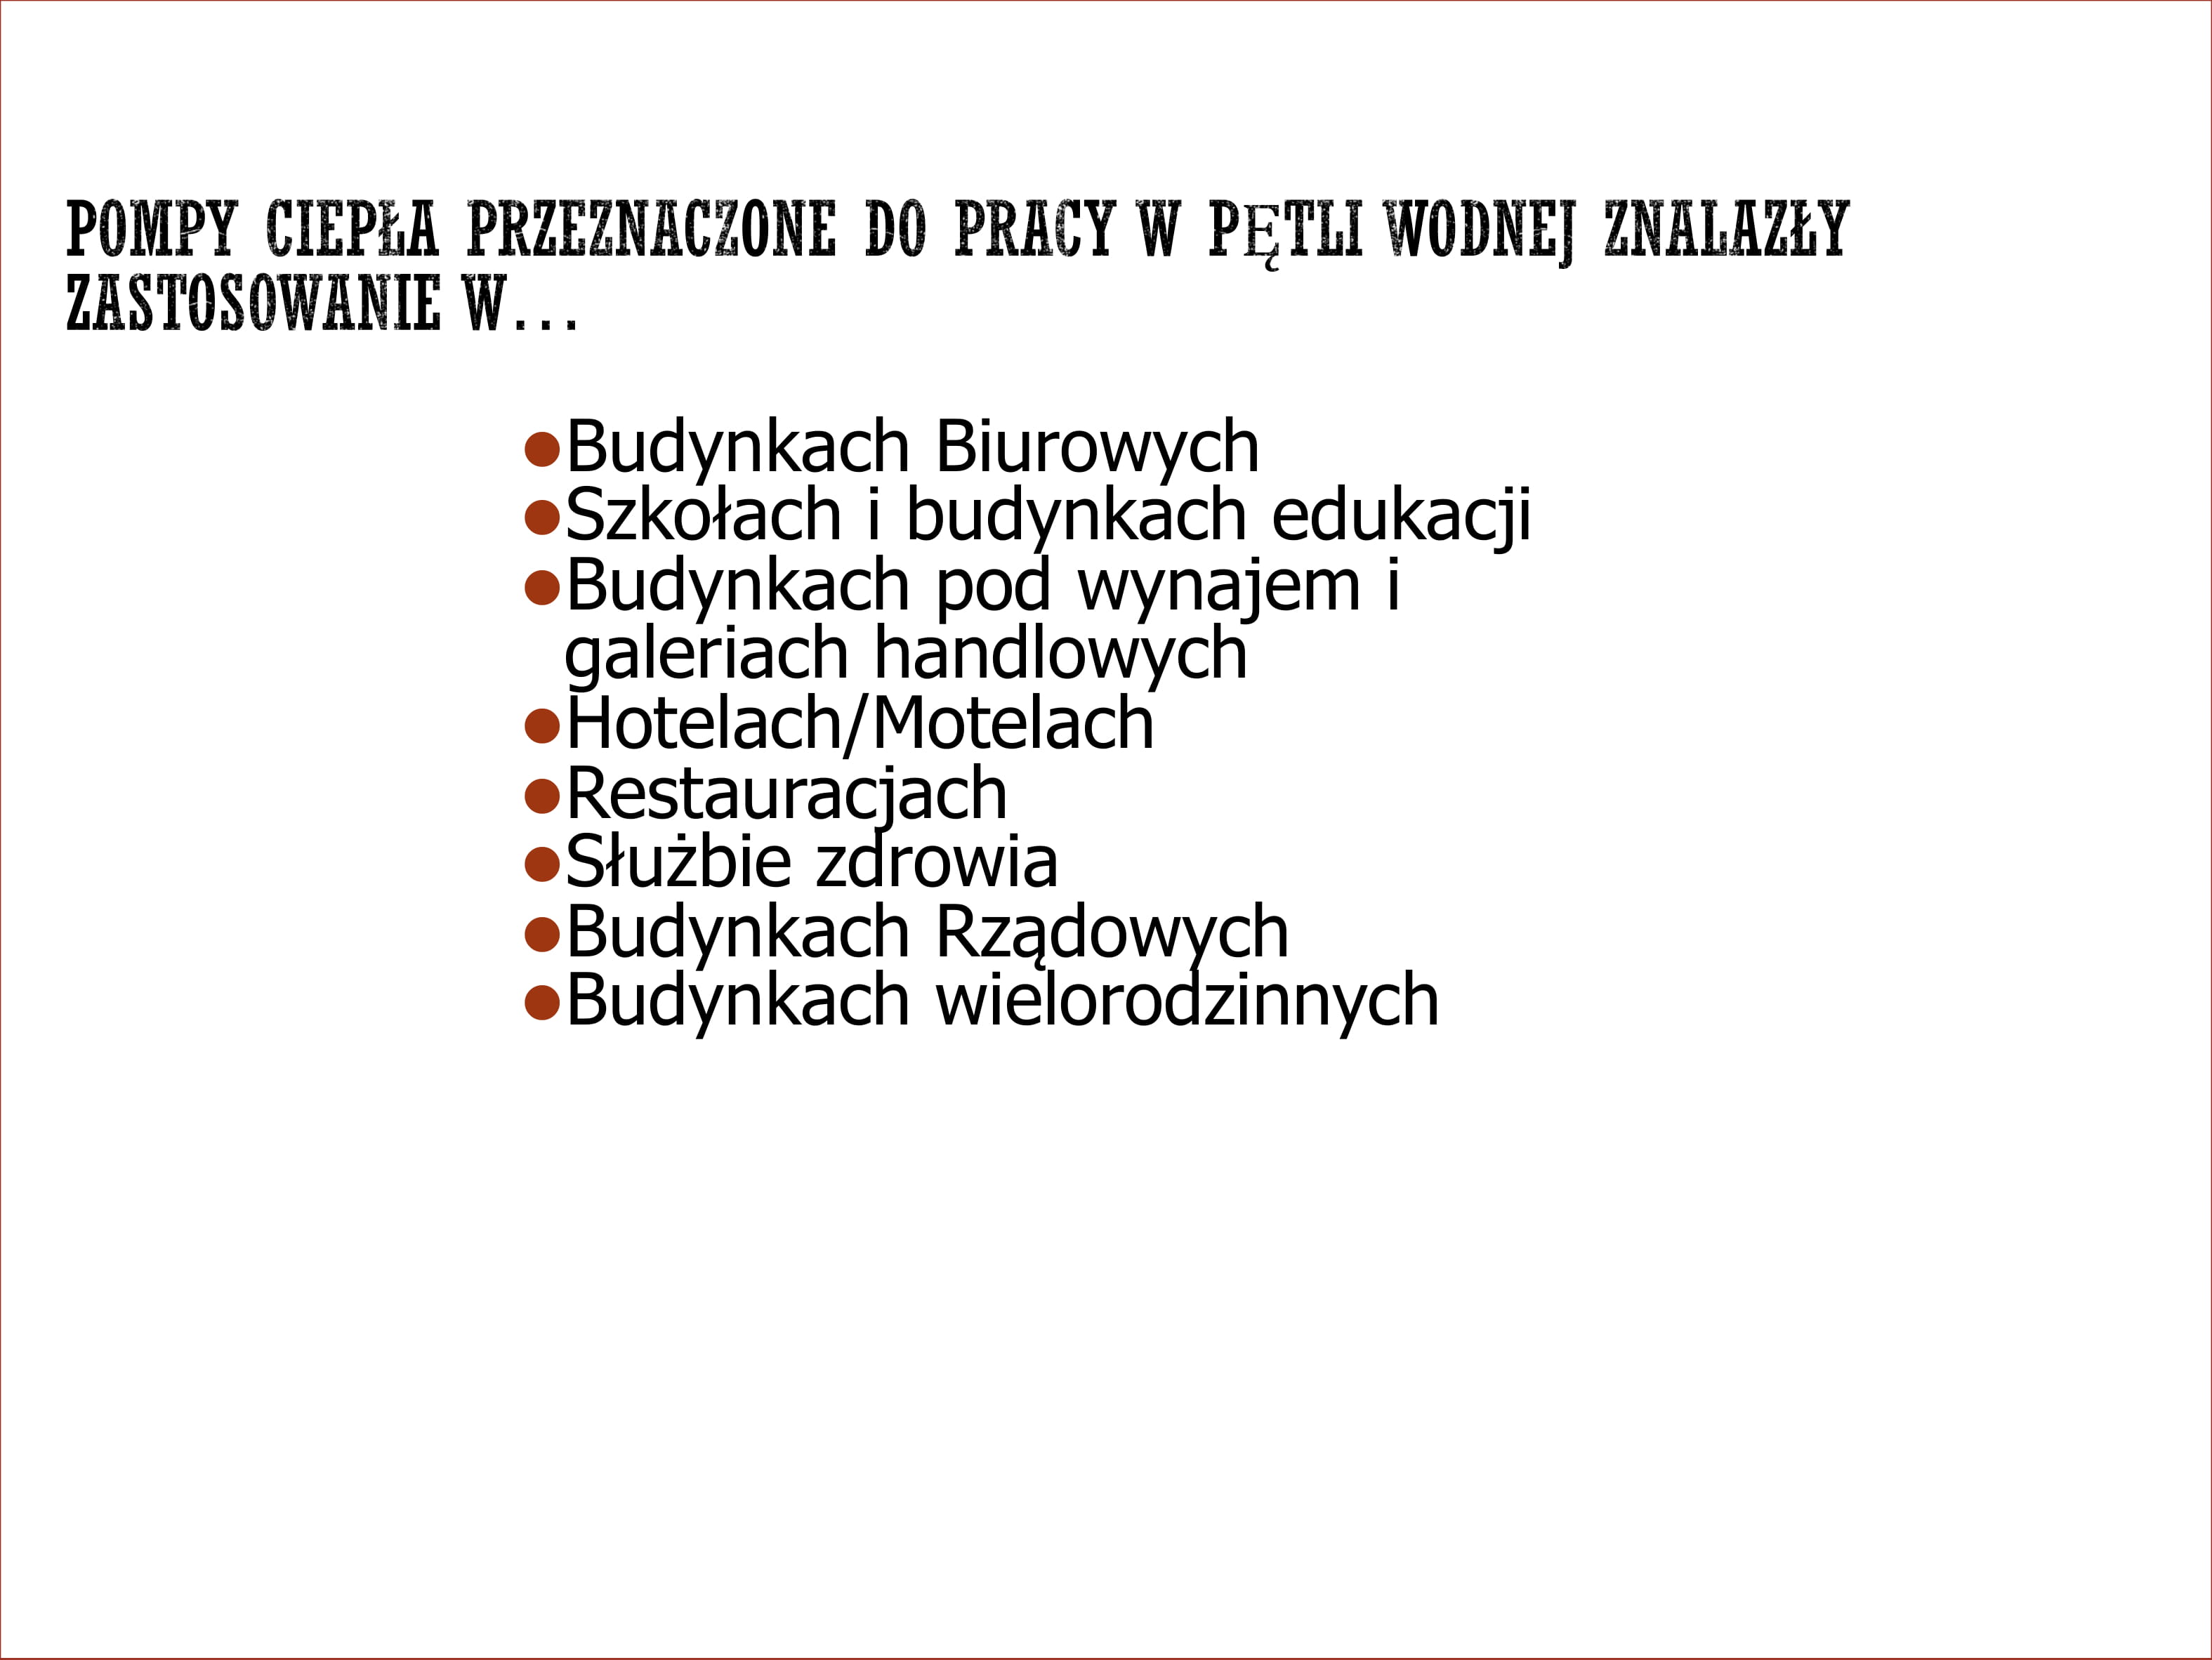 POMPY CIEPŁA PRZEZNACZONE DO PRACY W PĘTLI WODNEJ ZNALAZŁY
ZASTOSOWANIE W...
●Budynkach Biurowych
●Szkołach i budynkach edukacji
●Budynkach pod wynajem i
galeriach handlowych
●Hotelach/Motelach
●Restauracjach
●Służbie zdrowia
●Budynkach Rządowych
●Budynkach wielorodzinnych